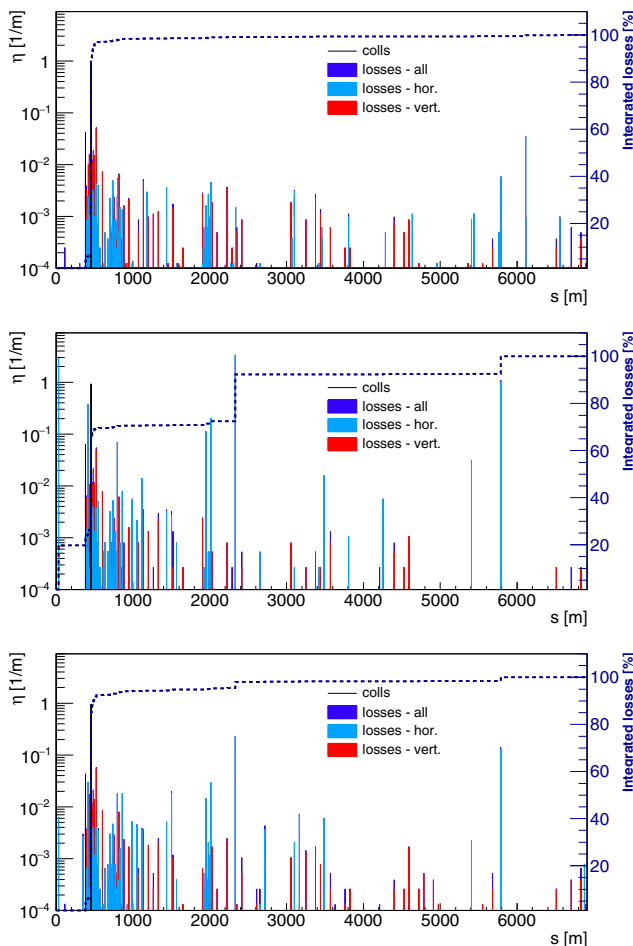 η [1/m]
Integrated losses [%]
colls
losses - all
losses - hor.
losses - vert.
1
10⁻¹
10⁻²
10⁻³
10⁻⁴
100
80
60
40
20
0 1000 2000 3000 4000 5000 6000
s [m]
η [1/m]
Integrated losses [%]
colls
losses - all
losses - hor.
losses - vert.
1
10⁻¹
10⁻²
10⁻³
10⁻⁴
100
80
60
40
20
0 1000 2000 3000 4000 5000 6000
s [m]
η [1/m]
Integrated losses [%]
colls
losses - all
losses - hor.
losses - vert.
1
10⁻¹
10⁻²
10⁻³
10⁻⁴
100
80
60
40
20
0 1000 2000 3000 4000 5000 6000
s [m]